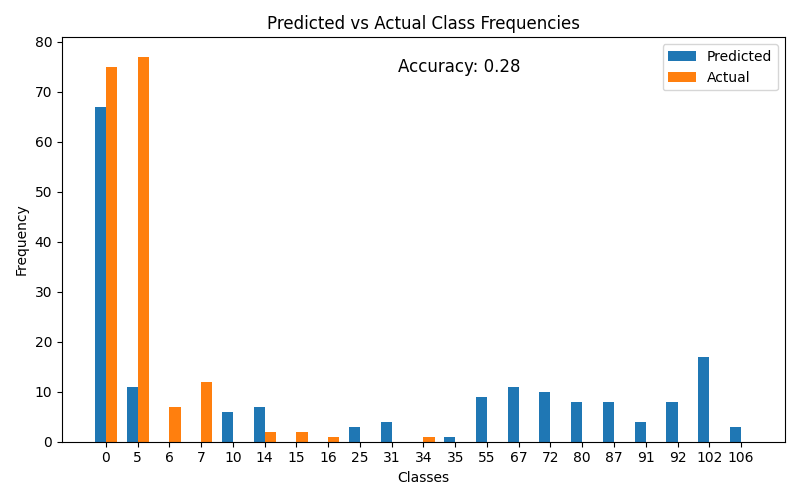 Predicted vs Actual Class Frequencies
Accuracy: 0.28
Predicted
Actual
Frequency
80
70
60
50
40
30
20
10
0
0 5 6 7 10 14 15 16 25 31 34 35 55 67 72 80 87 91 92 102 106
Classes